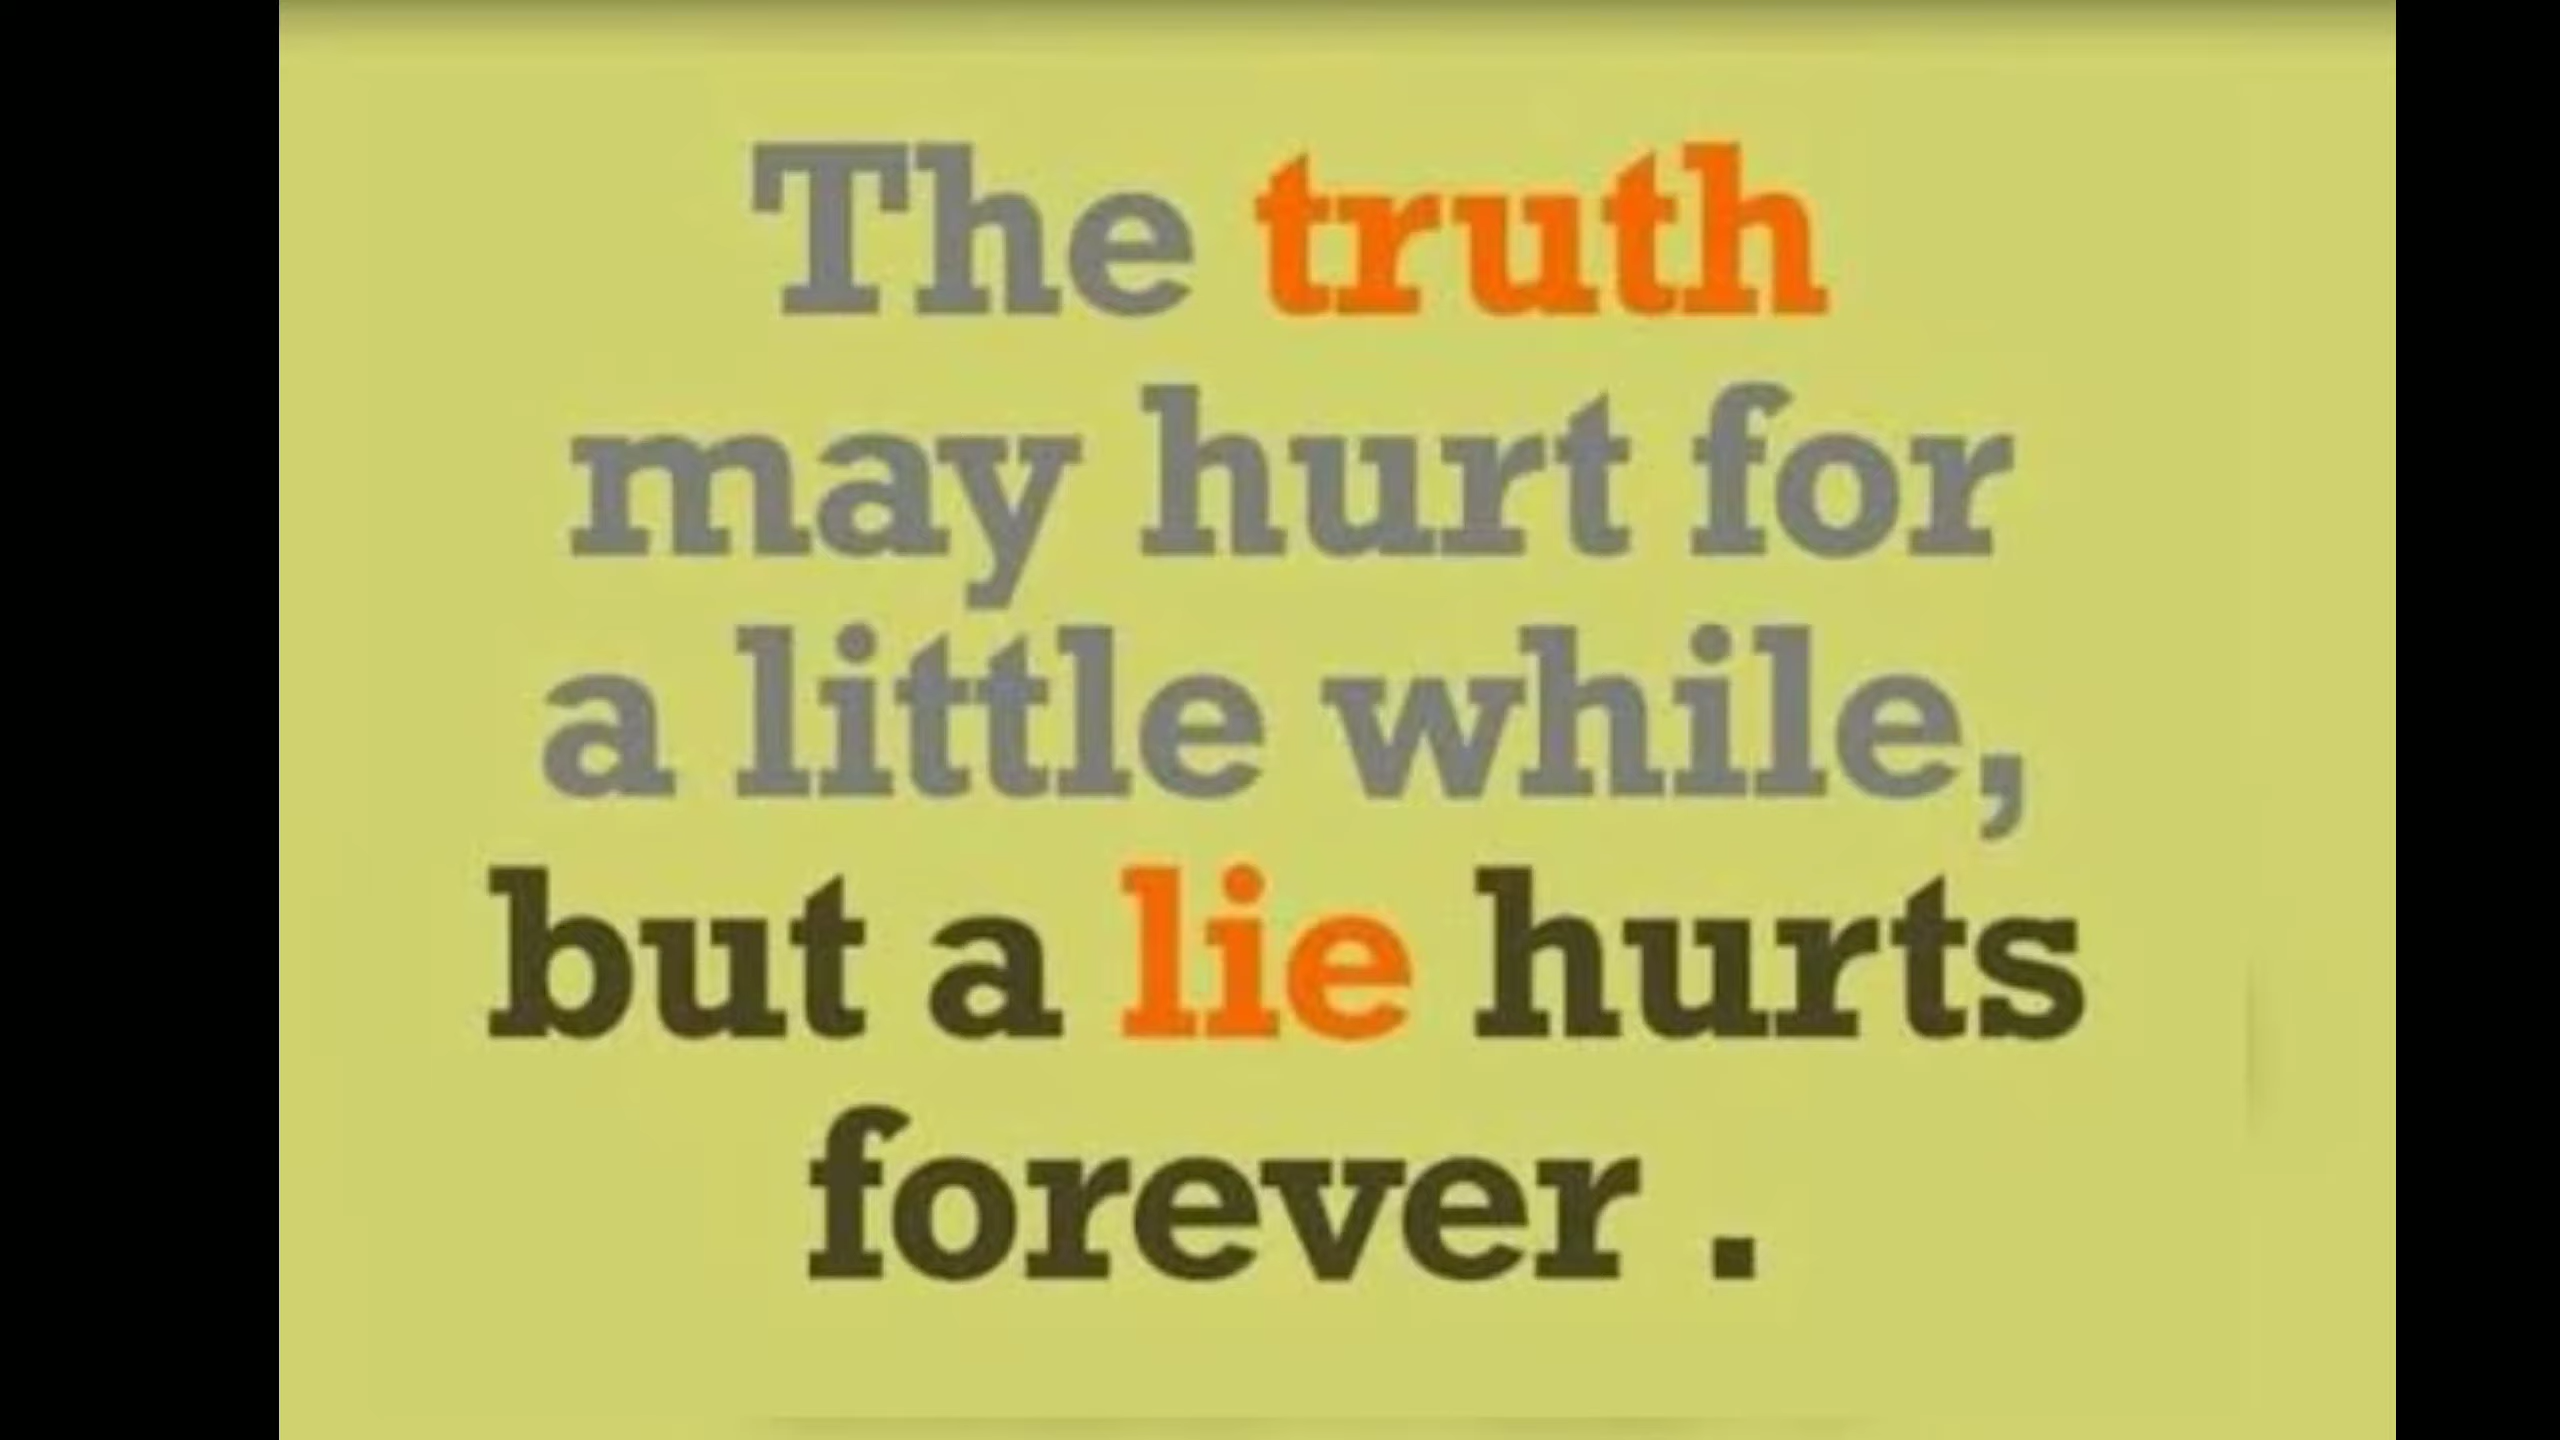 The truth
may hurt for
a little while,
but a lie hurts
forever .